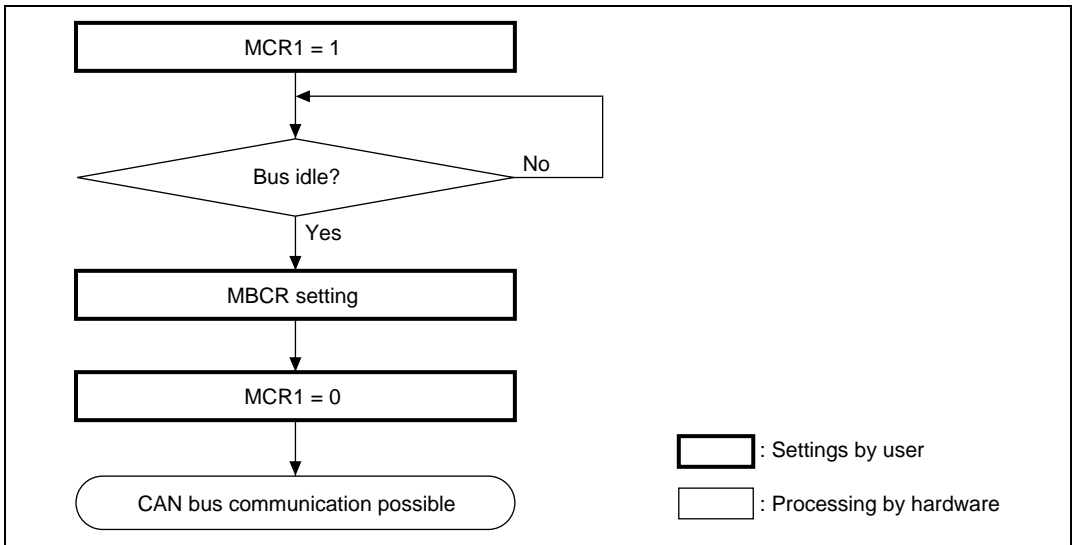 MCR1 = 1
Bus idle?
No
Yes
MBCR setting
MCR1 = 0
CAN bus communication possible
: Settings by user
: Processing by hardware